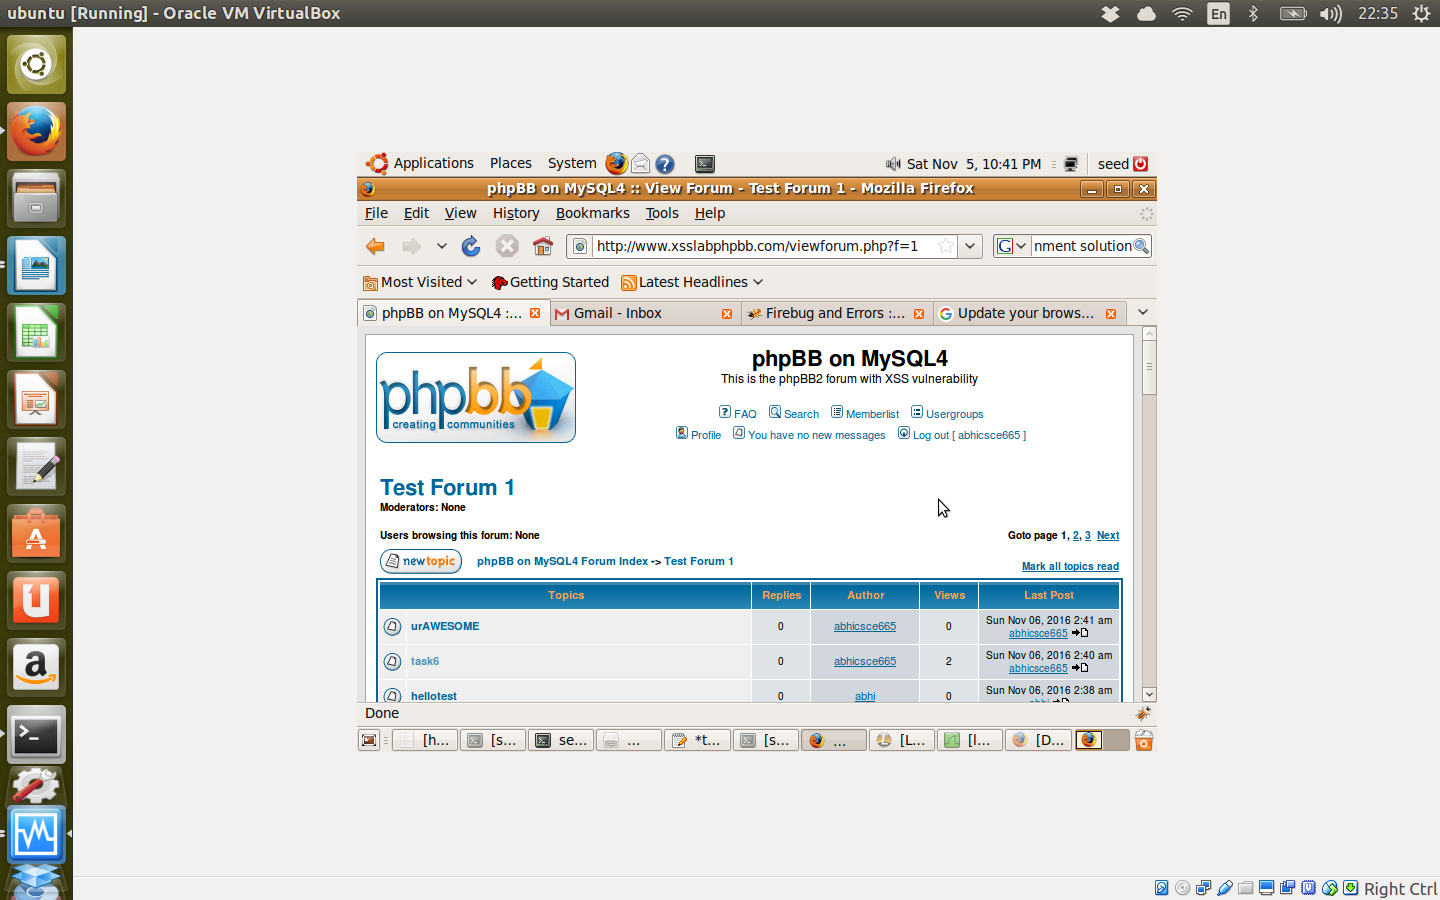 ubuntu [Running] - Oracle VM VirtualBox
En
22:35
Applications Places System
Sat Nov 5, 10:41 PM
seed
phpBB on MySQL4 :: View Forum - Test Forum 1 - Mozilla Firefox
File Edit View History Bookmarks Tools Help
http://www.xsslabphpbb.com/viewforum.php?f=1
G
nment solution
Most Visited
Getting Started
Latest Headlines
phpBB on MySQL4 :...
Gmail - Inbox
Firebug and Errors :...
Update your brows...
phpBB
creating communities
phpBB on MySQL4
This is the phpBB2 forum with XSS vulnerability
FAQ Search Memberlist Usergroups
Profile You have no new messages Log out [ abhicsce665 ]
Test Forum 1
Moderators: None
Users browsing this forum: None
Goto page 1, 2, 3 Next
newtopic
phpBB on MySQL4 Forum Index -> Test Forum 1
Mark all topics read
Topics Replies Author Views Last Post
urAWESOME 0 abhicsce665 0 Sun Nov 06, 2016 2:41 am
abhicsce665
task6 0 abhicsce665 2 Sun Nov 06, 2016 2:40 am
abhicsce665
hellotest 0 abhi 0 Sun Nov 06, 2016 2:38 am
abhi
Done
[h...
[s...
se...
...
*t...
[s...
...
[L...
[I...
[D...
Right Ctrl